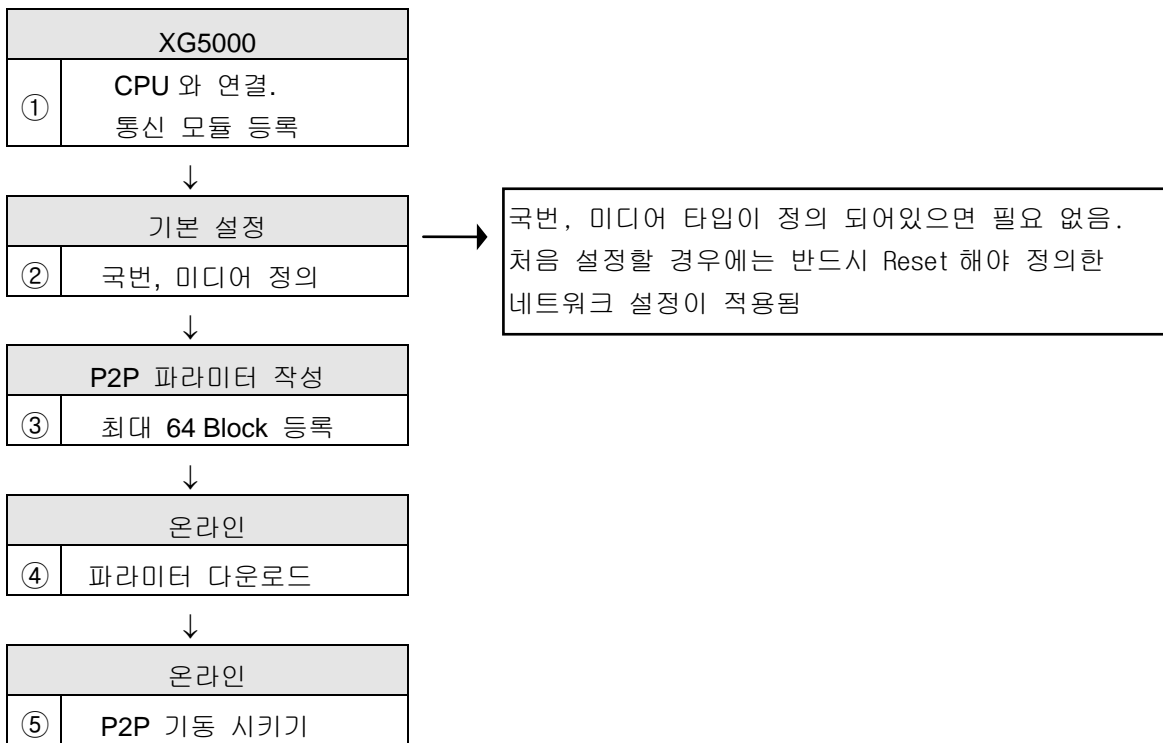 XG5000
① CPU 와 연결.
통신 모듈 등록
↓
기본 설정
② 국번, 미디어 정의
국번, 미디어 타입이 정의 되어있으면 필요 없음.
처음 설정할 경우에는 반드시 Reset 해야 정의한
네트워크 설정이 적용됨
↓
P2P 파라미터 작성
③ 최대 64 Block 등록
↓
온라인
④ 파라미터 다운로드
↓
온라인
⑤ P2P 기동 시키기